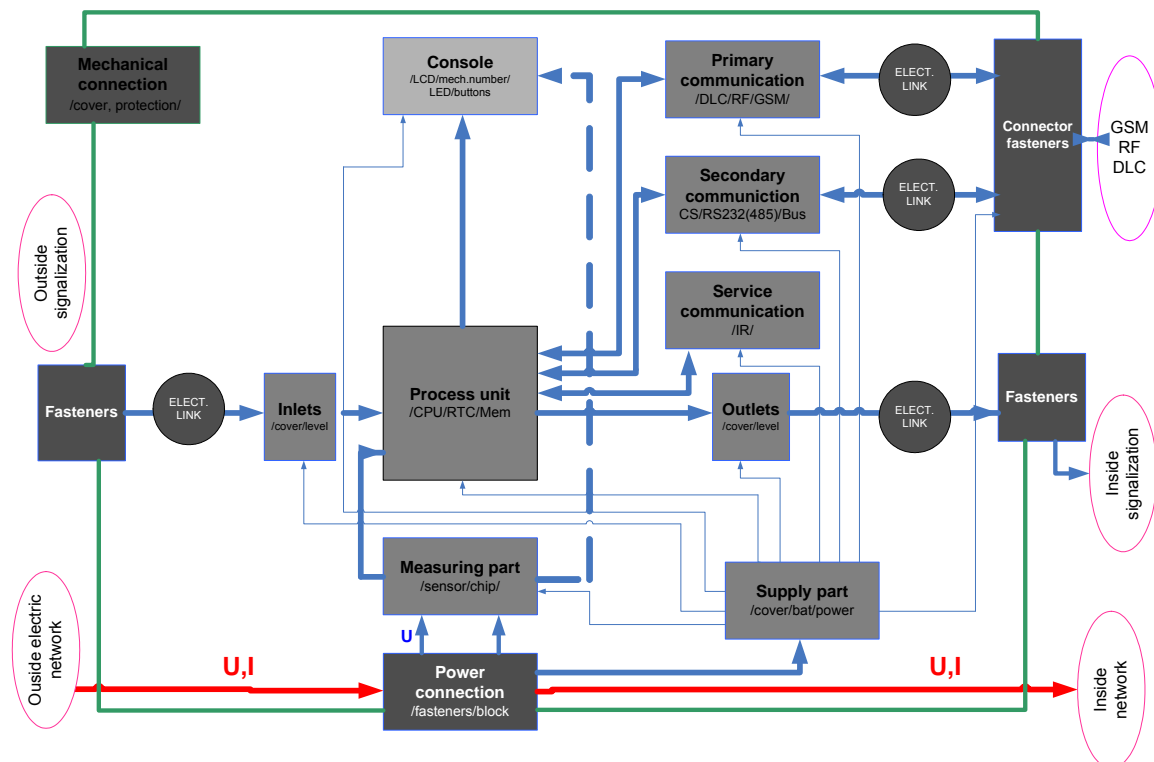 Mechanical
connection
/cover, protection/
Console
/LCD/mech.number/
LED/buttons
Primary
communication
/DLC/RF/GSM/
ELECT.
LINK
Connector
fasteners
GSM
RF
DLC
Secondary
communiction
CS/RS232(485)/Bus
ELECT.
LINK
Outside
signalization
Service
communication
/IR/
Fasteners
ELECT.
LINK
Inlets
/cover/level
Process unit
/CPU/RTC/Mem
Outlets
/cover/level
ELECT.
LINK
Fasteners
Inside
signalization
Measuring part
/sensor/chip/
Supply part
/cover/bat/power
U
Ouside electric
network
U,I
Power
connection
/fasteners/block
U,I
Inside
network